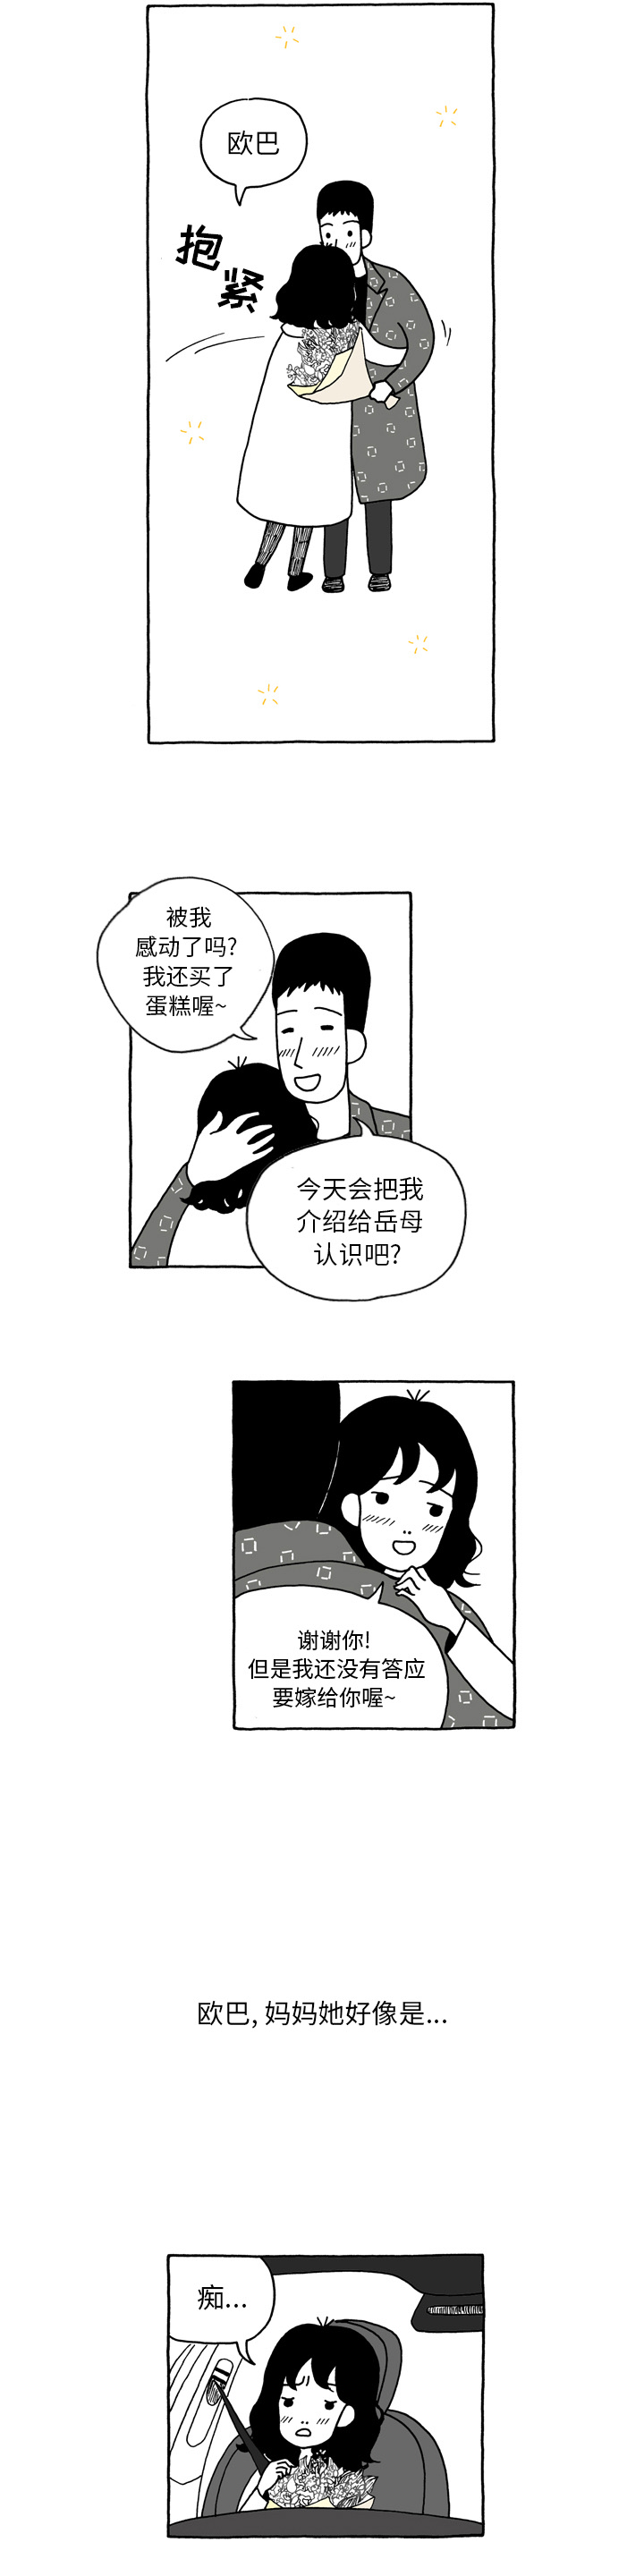 欧巴
抱
紧
被我
感动了吗?
我还买了
蛋糕喔~
今天会把我
介绍给岳母
认识吧?
谢谢你!
但是我还没有答应
要嫁给你喔~
欧巴, 妈妈她好像是...
痴...